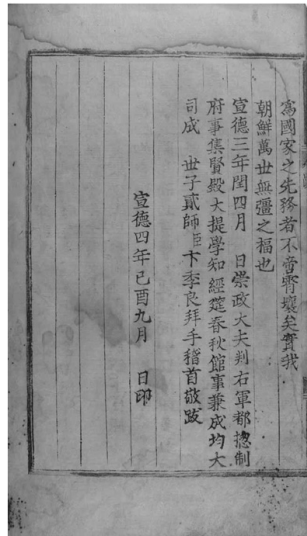 爲國家之先務者不啻霄壤矣實我
朝鮮萬世無疆之福也
宣德三年閏四月 日崇政大夫判右軍都摠制
府事集賢殿大提學知 經筵春秋館事兼成均大
司成 世子貳師臣卞季良拜手稽首敬跋
宣德四年己酉九月 日印